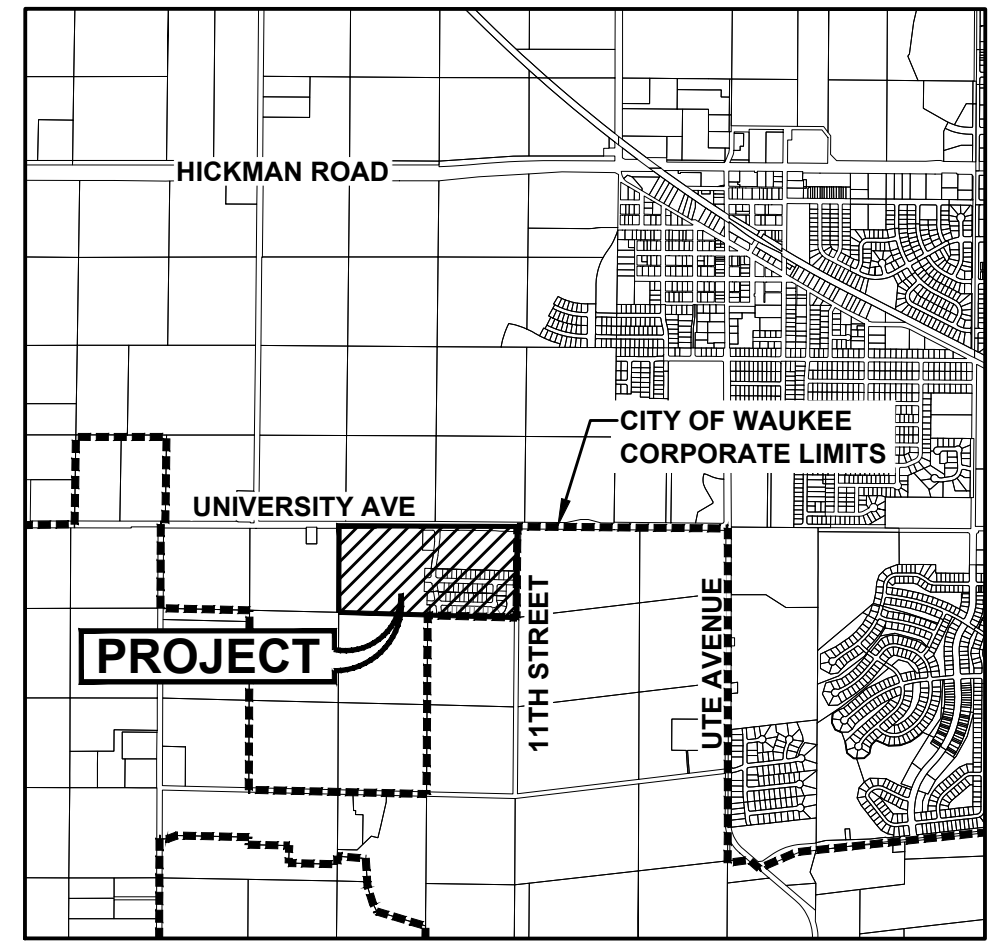 HICKMAN ROAD
CITY OF WAUKEE
CORPORATE LIMITS
UNIVERSITY AVE
PROJECT
11TH STREET
UTE AVENUE